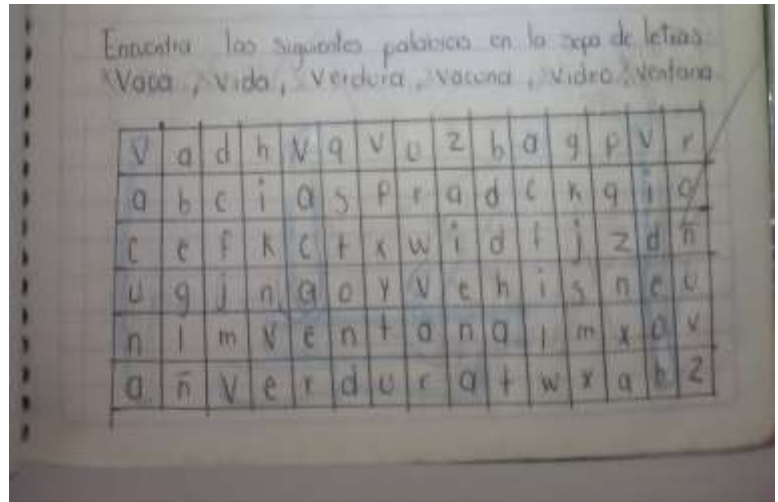 Encuentra las siguientes palabras en la sopa de letras.
Vaca, Vida, Verdura, Vacuna, Video, Ventana
V a d h V q v u z b a g p V r
a b c i a s p r a d c k q i a
c e f k c t x w i d f j z d ñ
u g j n a o y v e h i s n e u
n l m v e n t a n a l m x o v
a ñ v e r d u r a t w x a b z